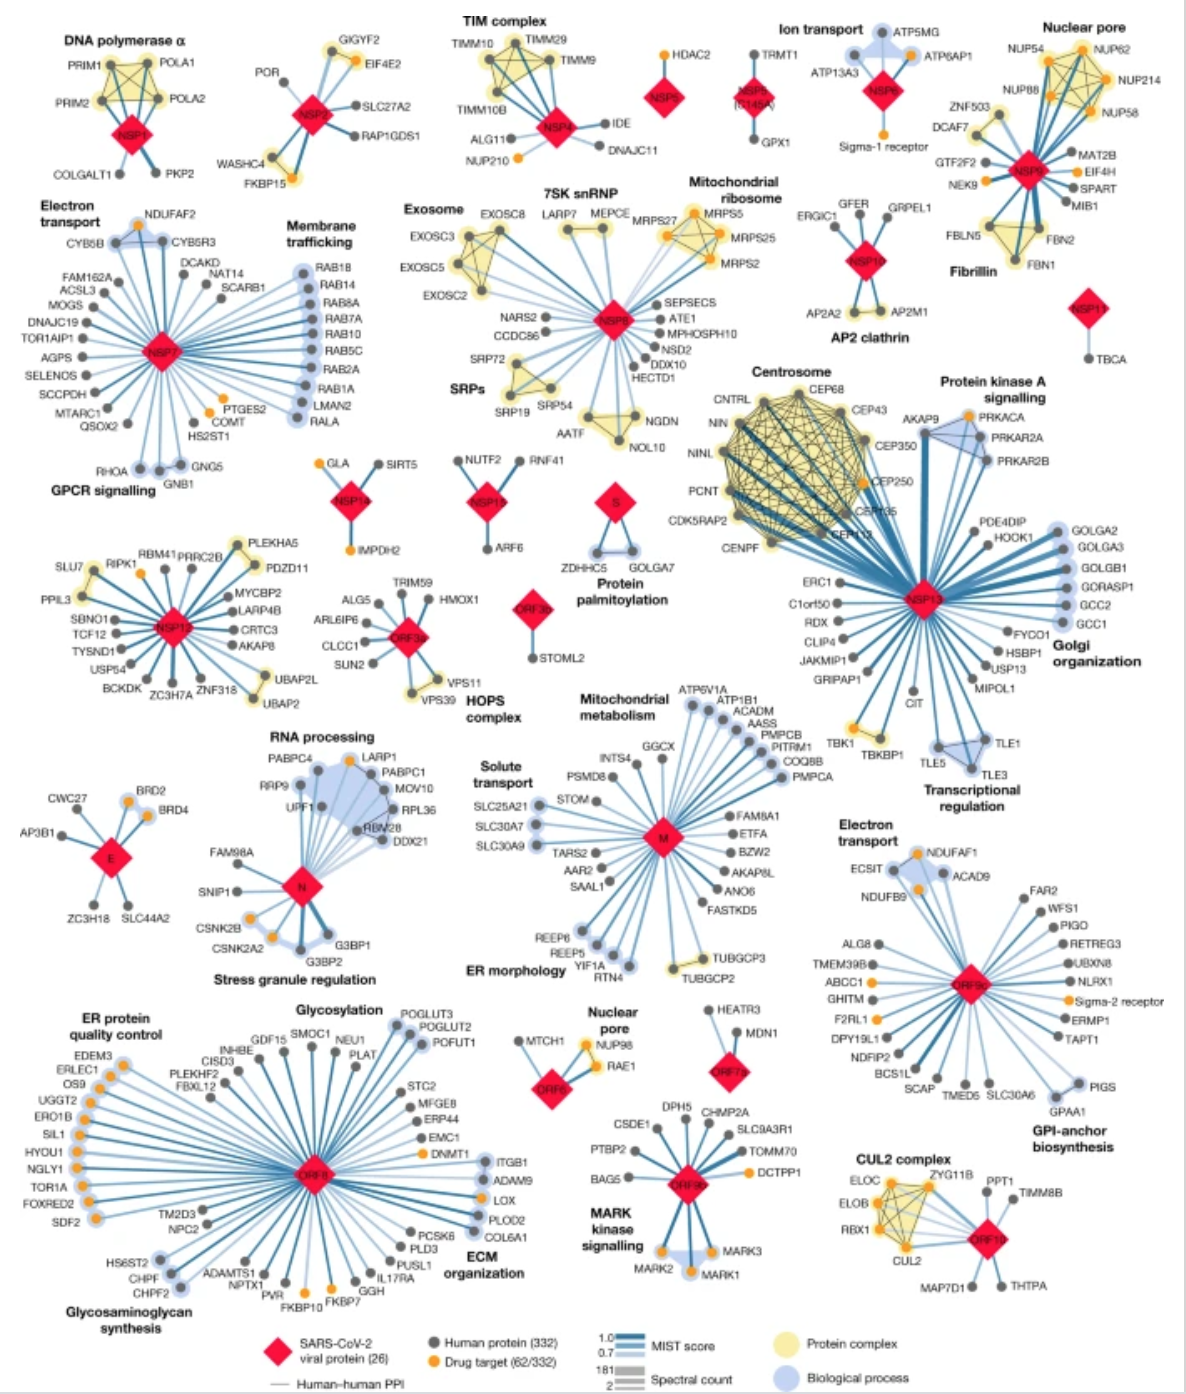 DNA polymerase α
PRIM1
POLA1
PRIM2
POLA2
NSP1
COLGALT1
PKP2
GIGYF2
EIF4E2
POR
SLC27A2
NSP2
RAP1GDS1
WASHC4
FKBP15
TIM complex
TIMM10
TIMM29
TIMM9
TIMM10B
NSP4
IDE
ALG11
DNAJC11
NUP210
HDAC2
NSP5
TRMT1
NSP5
(C145A)
GPX1
Ion transport
ATP5MG
ATP6AP1
ATP13A3
NSP6
Sigma-1 receptor
Nuclear pore
NUP54
NUP62
NUP214
NUP88
NUP58
ZNF503
DCAF7
MAT2B
GTF2F2
NSP9
EIF4H
NEK9
SPART
MIB1
FBLN5
FBN2
FBN1
Fibrillin
Electron
transport
NDUFAF2
CYB5B
CYB5R3
Membrane
trafficking
DCAKD
NAT14
SCARB1
FAM162A
ACSL3
MOGS
DNAJC19
TOR1AIP1
AGPS
SELENOS
SCCPDH
MTARC1
QSOX2
NSP7
RAB18
RAB14
RAB8A
RAB7A
RAB10
RAB5C
RAB2A
RAB1A
LMAN2
RALA
PTGES2
COMT
HS2ST1
RHOA
GNG5
GNB1
GPCR signalling
Exosome
EXOSC8
EXOSC3
EXOSC5
EXOSC2
7SK snRNP
LARP7
MEPCE
Mitochondrial
ribosome
MRPS5
MRPS27
MRPS25
MRPS2
NSP8
NARS2
CCDC86
SEPSECS
ATE1
MPHOSPH10
NSD2
DDX10
HECTD1
SRP72
SRPs
SRP54
SRP19
AATF
NGDN
NOL10
GFER
ERGIC1
GRPEL1
NSP10
AP2A2
AP2M1
AP2 clathrin
NSP11
TBCA
Centrosome
CEP68
CNTRL
CEP43
NIN
CEP350
NINL
CEP250
PCNT
CEP135
CDK5RAP2
CEP112
CENPF
Protein kinase A
signalling
AKAP9
PRKACA
PRKAR2A
PRKAR2B
PDE4DIP
HOOK1
GOLGA2
GOLGA3
GOLGB1
GORASP1
GCC2
GCC1
Golgi
organization
NSP13
ERC1
C1orf50
RDX
CLIP4
JAKMIP1
GRIPAP1
CIT
FYCO1
HSBP1
USP13
MIPOL1
TBK1
TBKBP1
TLE1
TLE5
TLE3
Transcriptional
regulation
GLA
SIRT5
NSP14
IMPDH2
NUTF2
RNF41
NSP15
ARF6
S
ZDHHC5
GOLGA7
Protein
palmitoylation
PLEKHA5
RBM41
PRRC2B
RIPK1
SLU7
PDZD11
PPIL3
MYCBP2
LARP4B
SBNO1
NSP12
CRTC3
TCF12
AKAP8
TYSND1
USP54
BCKDK
ZC3H7A
ZNF318
UBAP2L
UBAP2
TRIM59
ALG5
HMOX1
ARL6IP6
CLCC1
ORF3a
SUN2
VPS11
VPS39
HOPS
complex
ORF3b
STOML2
Mitochondrial
metabolism
ATP6V1A
ATP1B1
ACADM
AASS
PMPCB
PITRM1
COQ8B
PMPCA
GGCX
INTS4
PSMD8
STOM
Solute
transport
SLC25A21
SLC30A7
SLC30A9
M
FAM8A1
ETFA
BZW2
AKAP8L
ANO6
FASTKD5
TARS2
AAR2
SAAL1
REEP6
REEP5
YIF1A
RTN4
ER morphology
TUBGCP3
TUBGCP2
RNA processing
PABPC4
LARP1
PABPC1
RRP9
MOV10
UPF1
RPL36
RBM28
DDX21
FAM98A
SNIP1
N
CSNK2B
CSNK2A2
G3BP1
G3BP2
Stress granule regulation
BRD2
CWC27
BRD4
AP3B1
E
ZC3H18
SLC44A2
Electron
transport
NDUFAF1
ECSIT
ACAD9
NDUFB9
FAR2
WFS1
PIGO
ALG8
RETREG3
TMEM39B
UBXN8
ABCC1
NLRX1
ORF9c
GHITM
Sigma-2 receptor
F2RL1
ERMP1
DPY19L1
TAPT1
NDFIP2
BCS1L
SCAP
TMED5
SLC30A6
PIGS
GPAA1
GPI-anchor
biosynthesis
ER protein
quality control
EDEM3
ERLEC1
OS9
UGGT2
ERO1B
SIL1
HYOU1
NGLY1
TOR1A
FOXRED2
SDF2
Glycosylation
POGLUT3
POGLUT2
POFUT1
SMOC1
GDF15
NEU1
INHBE
PLAT
CISD3
PLEKHF2
FBXL12
STC2
MFGE8
ERP44
EMC1
DNMT1
ORF8
ITGB1
ADAM9
LOX
PLOD2
COL6A1
ECM
organization
TM2D3
NPC2
PCSK6
PLD3
PUSL1
IL17RA
GGH
HS6ST2
CHPF
CHPF2
ADAMTS1
NPTX1
PVR
FKBP10
FKBP7
Glycosaminoglycan
synthesis
Nuclear
pore
MTCH1
NUP98
RAE1
ORF6
HEATR3
MDN1
ORF7a
DPH5
CSDE1
CHMP2A
SLC9A3R1
PTBP2
TOMM70
BAG5
ORF9b
DCTPP1
MARK
kinase
signalling
MARK3
MARK2
MARK1
CUL2 complex
ELOC
ZYG11B
PPT1
ELOB
TIMM8B
RBX1
ORF10
CUL2
MAP7D1
THTPA
SARS-CoV-2
viral protein (26)
Human–human PPI
Human protein (332)
Drug target (62/332)
1.0
0.7
MIST score
181
2
Spectral count
Protein complex
Biological process